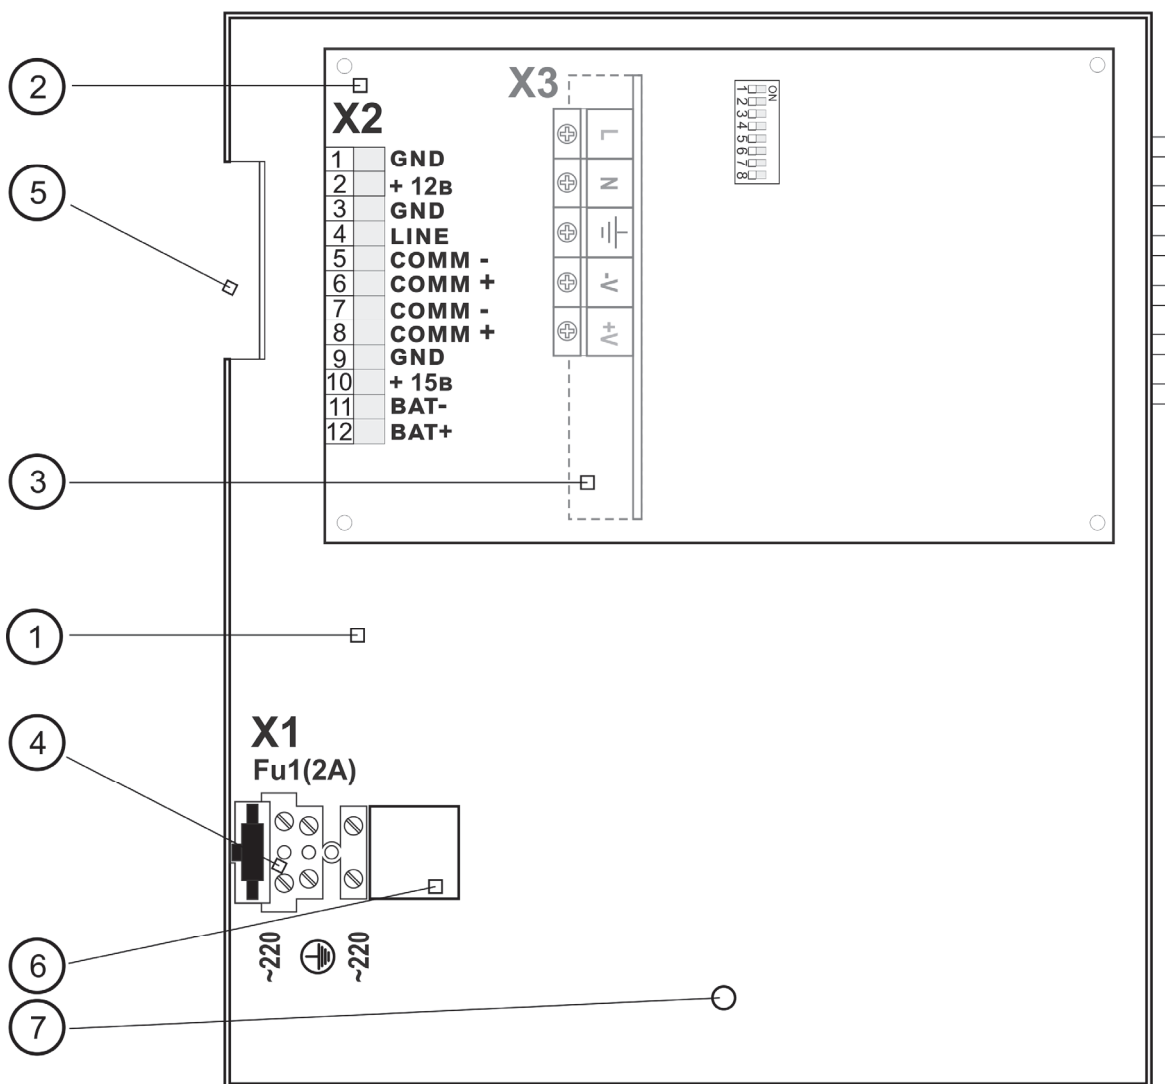 2
X3
1 2 3 4 5 6 7 8
ON
X2
1 GND
2 + 12в
3 GND
4 LINE
5 COMM -
6 COMM +
7 COMM -
8 COMM +
9 GND
10 + 15в
11 BAT-
12 BAT+
L
N
-V
+V
5
3
1
4
X1
Fu1(2A)
~220
~220
6
7